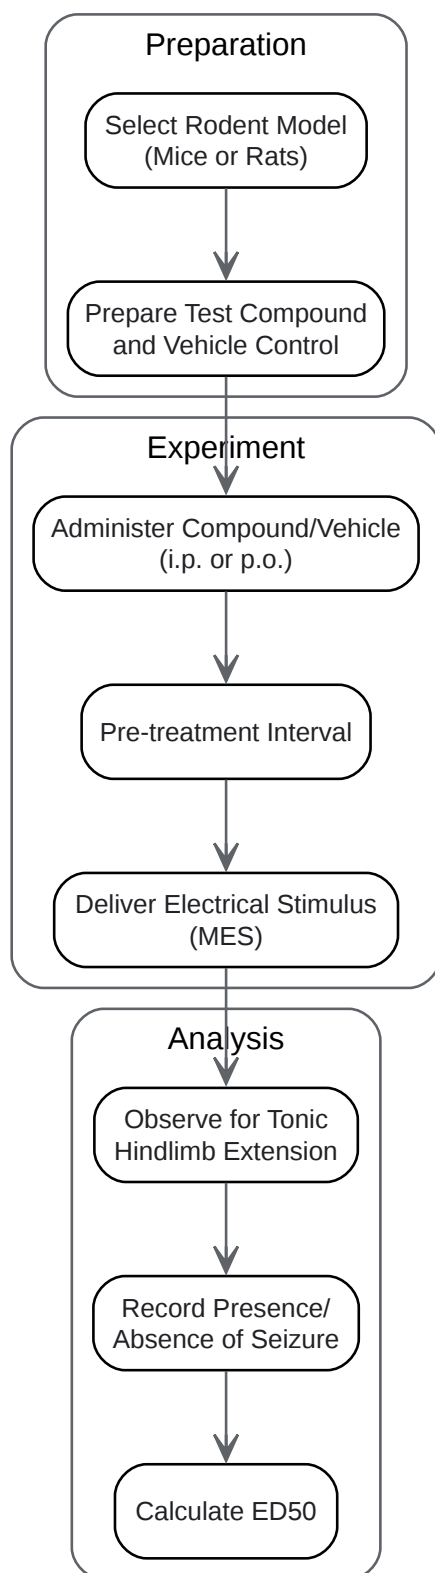 Preparation
Select Rodent Model
(Mice or Rats)
Prepare Test Compound
and Vehicle Control
Experiment
Administer Compound/Vehicle
(i.p. or p.o.)
Pre-treatment Interval
Deliver Electrical Stimulus
(MES)
Analysis
Observe for Tonic
Hindlimb Extension
Record Presence/
Absence of Seizure
Calculate ED50